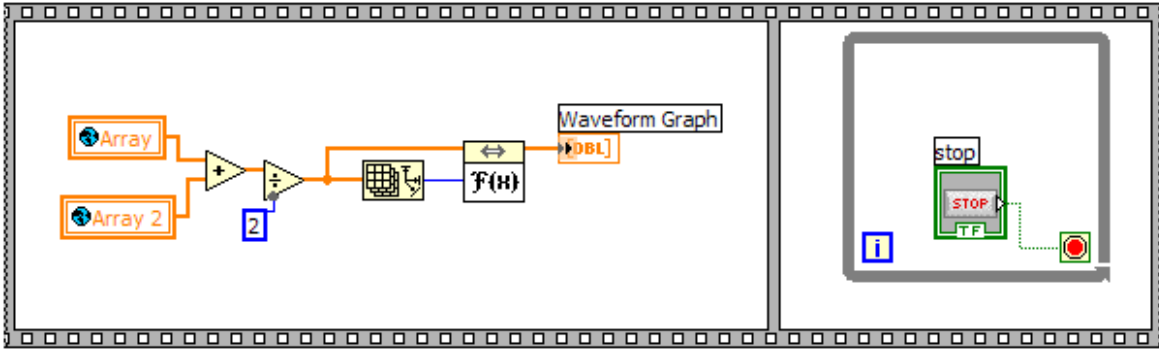 Array
Array 2
2
Waveform Graph
DBL]
F(x)
stop
STOP
TF
i